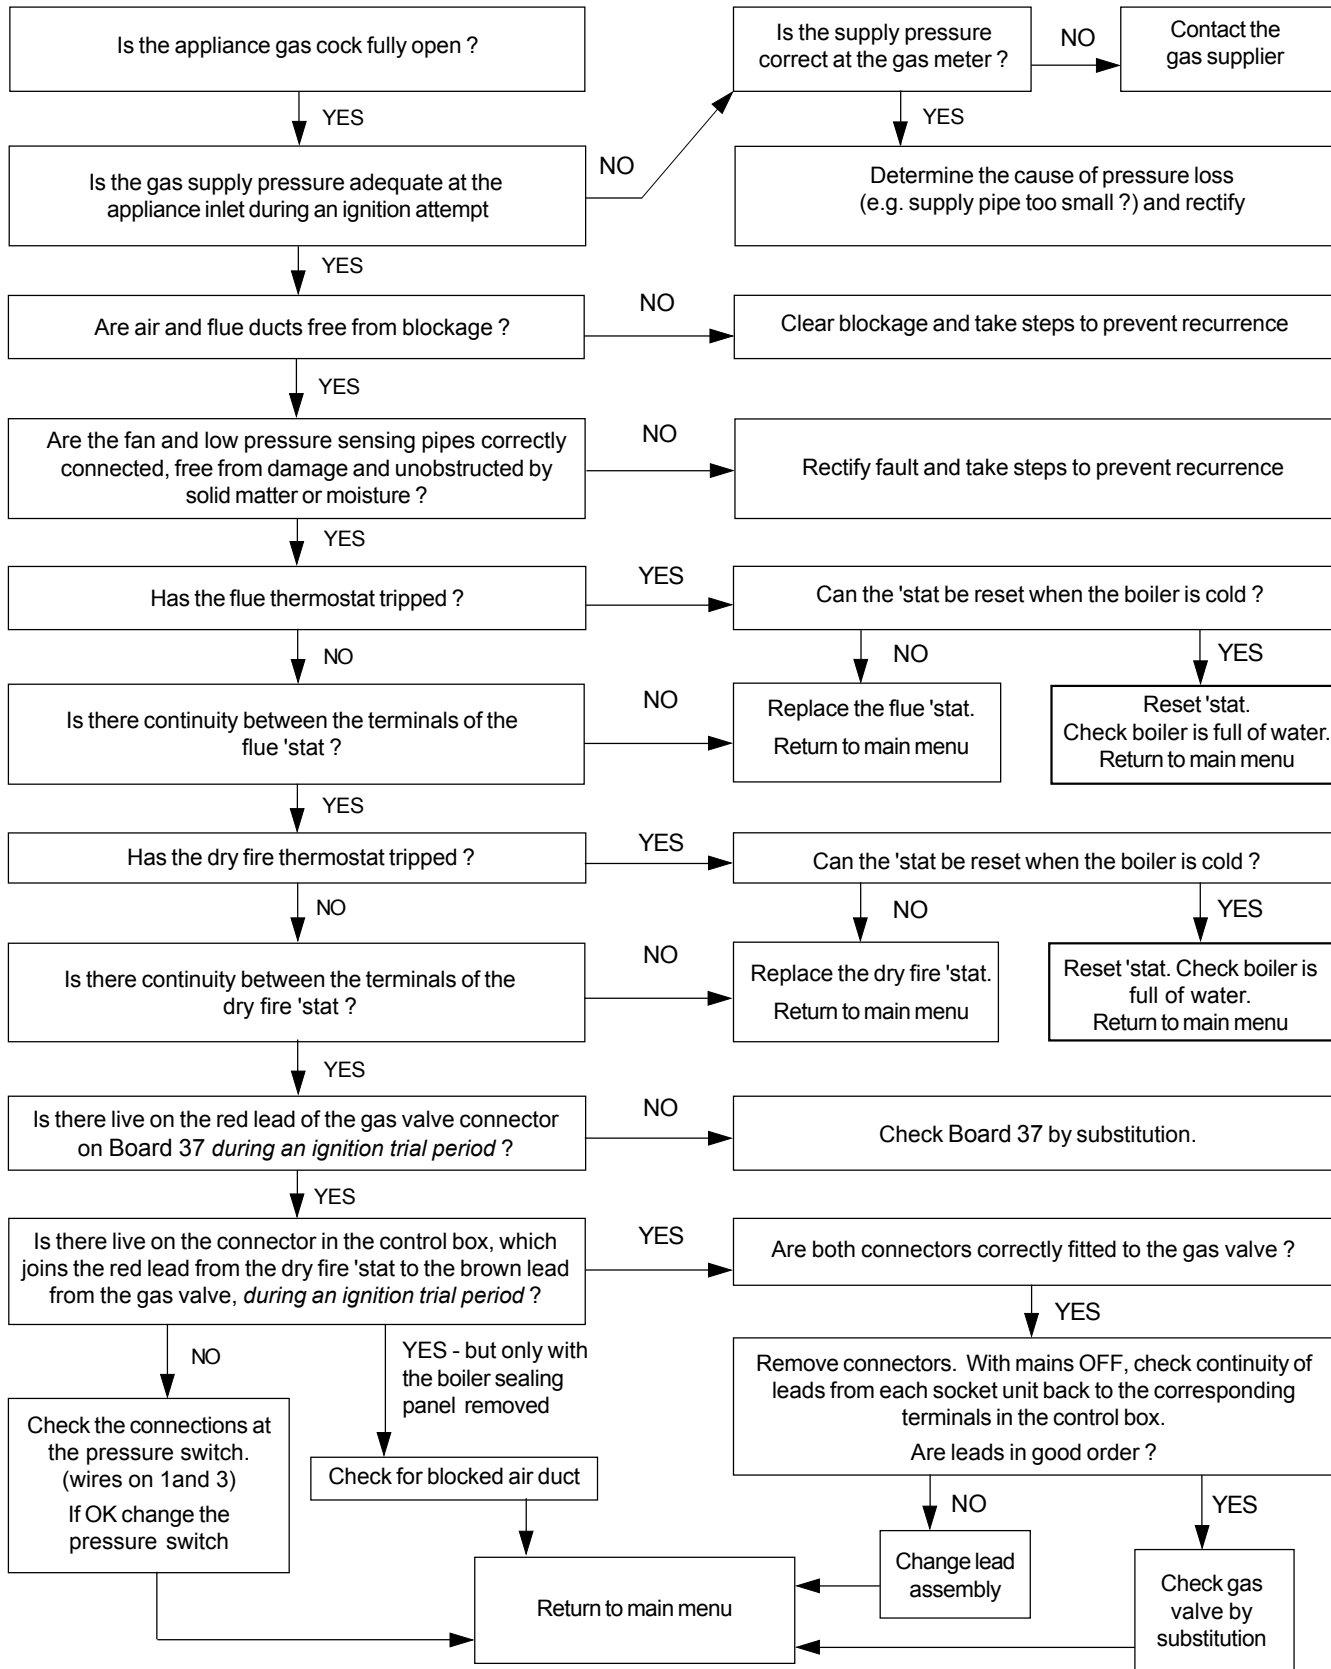 Is the appliance gas cock fully open ?
Is the supply pressure
correct at the gas meter ?
NO
Contact the
gas supplier
YES
YES
Is the gas supply pressure adequate at the
appliance inlet during an ignition attempt
NO
Determine the cause of pressure loss
(e.g. supply pipe too small ?) and rectify
YES
Are air and flue ducts free from blockage ?
NO
Clear blockage and take steps to prevent recurrence
YES
Are the fan and low pressure sensing pipes correctly
connected, free from damage and unobstructed by
solid matter or moisture ?
NO
Rectify fault and take steps to prevent recurrence
YES
Has the flue thermostat tripped ?
YES
Can the 'stat be reset when the boiler is cold ?
NO
NO
YES
Is there continuity between the terminals of the
flue 'stat ?
NO
Replace the flue 'stat.
Return to main menu
Reset 'stat.
Check boiler is full of water.
Return to main menu
YES
Has the dry fire thermostat tripped ?
YES
Can the 'stat be reset when the boiler is cold ?
NO
NO
YES
Is there continuity between the terminals of the
dry fire 'stat ?
NO
Replace the dry fire 'stat.
Return to main menu
Reset 'stat. Check boiler is
full of water.
Return to main menu
YES
Is there live on the red lead of the gas valve connector
on Board 37 during an ignition trial period ?
NO
Check Board 37 by substitution.
YES
Is there live on the connector in the control box, which
joins the red lead from the dry fire 'stat to the brown lead
from the gas valve, during an ignition trial period ?
YES
Are both connectors correctly fitted to the gas valve ?
YES
NO
YES - but only with
the boiler sealing
panel removed
Remove connectors. With mains OFF, check continuity of
leads from each socket unit back to the corresponding
terminals in the control box.
Are leads in good order ?
Check the connections at
the pressure switch.
(wires on 1and 3)
If OK change the
pressure switch
Check for blocked air duct
NO
YES
Return to main menu
Change lead
assembly
Check gas
valve by
substitution